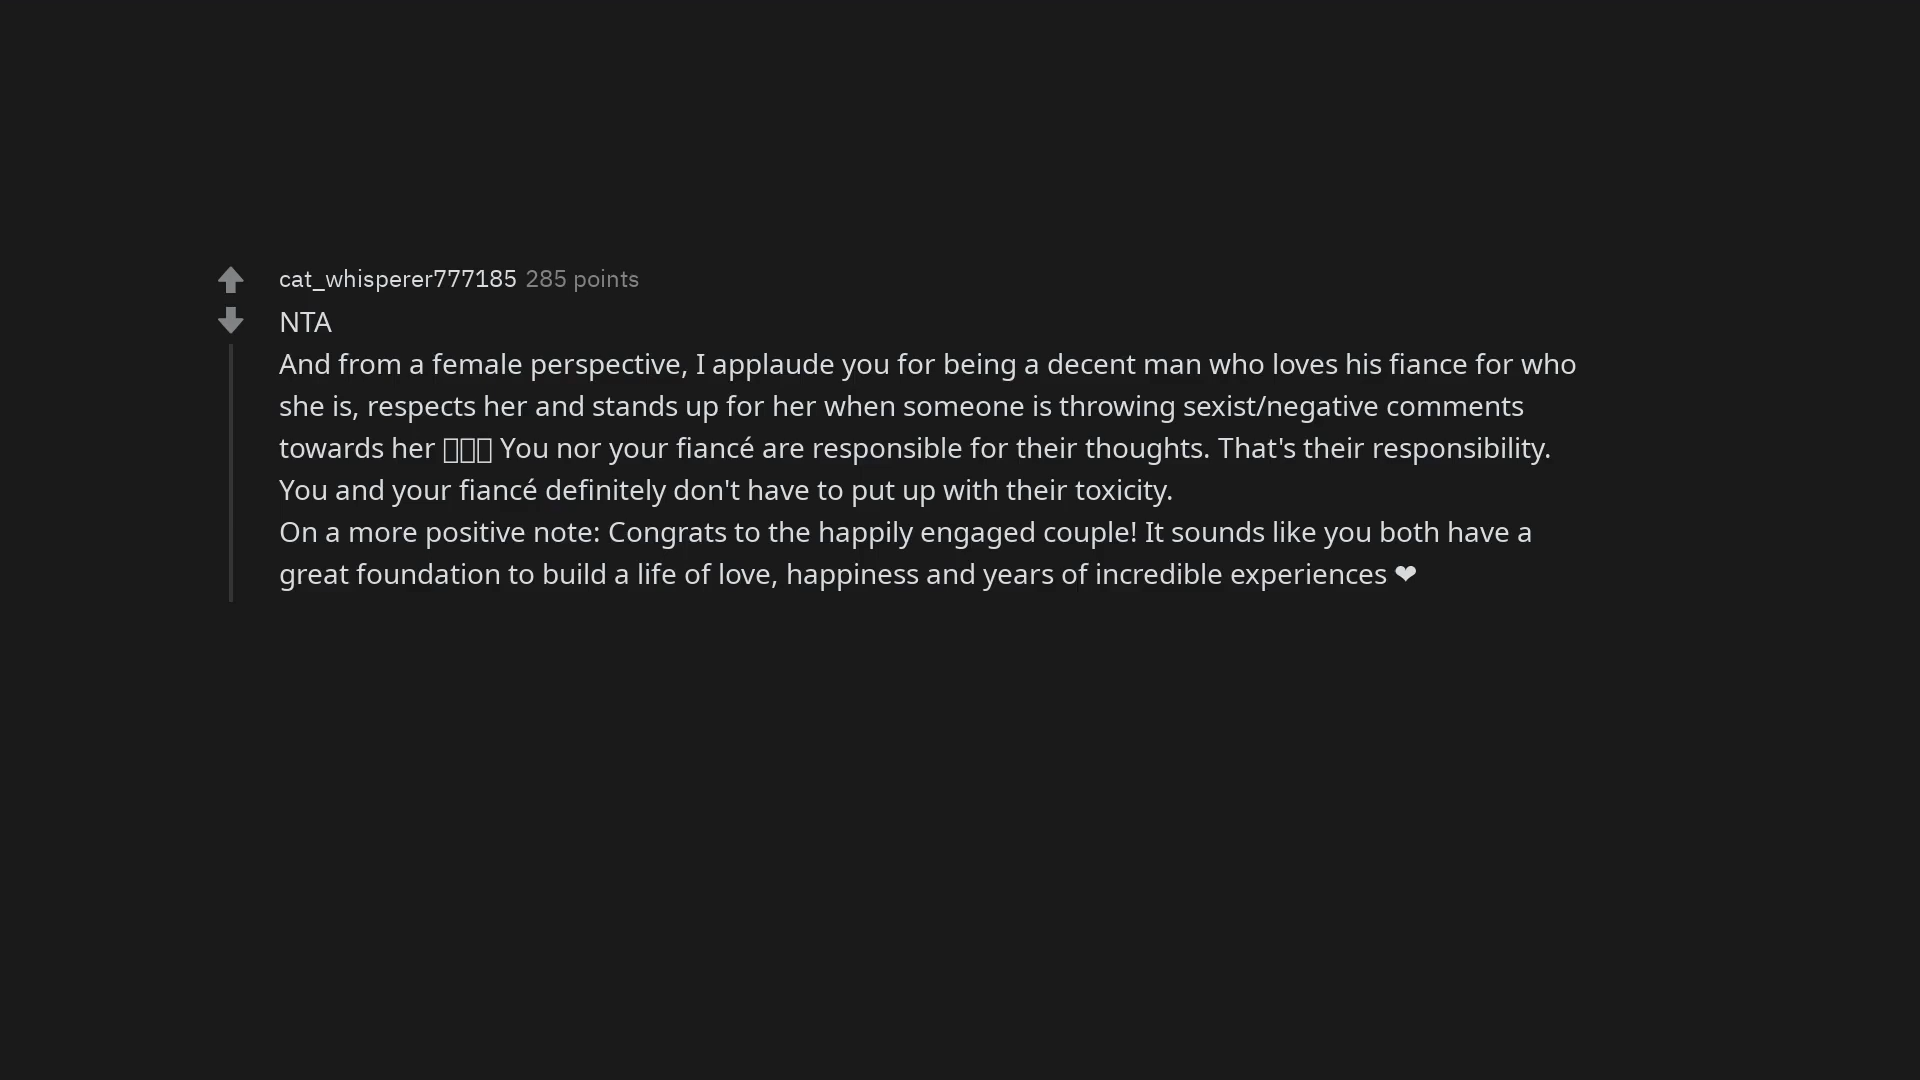 cat_whisperer777185 285 points
NTA
And from a female perspective, I applaude you for being a decent man who loves his fiance for who
she is, respects her and stands up for her when someone is throwing sexist/negative comments
towards her You nor your fiancé are responsible for their thoughts. That's their responsibility.
You and your fiancé definitely don't have to put up with their toxicity.
On a more positive note: Congrats to the happily engaged couple! It sounds like you both have a
great foundation to build a life of love, happiness and years of incredible experiences ❤